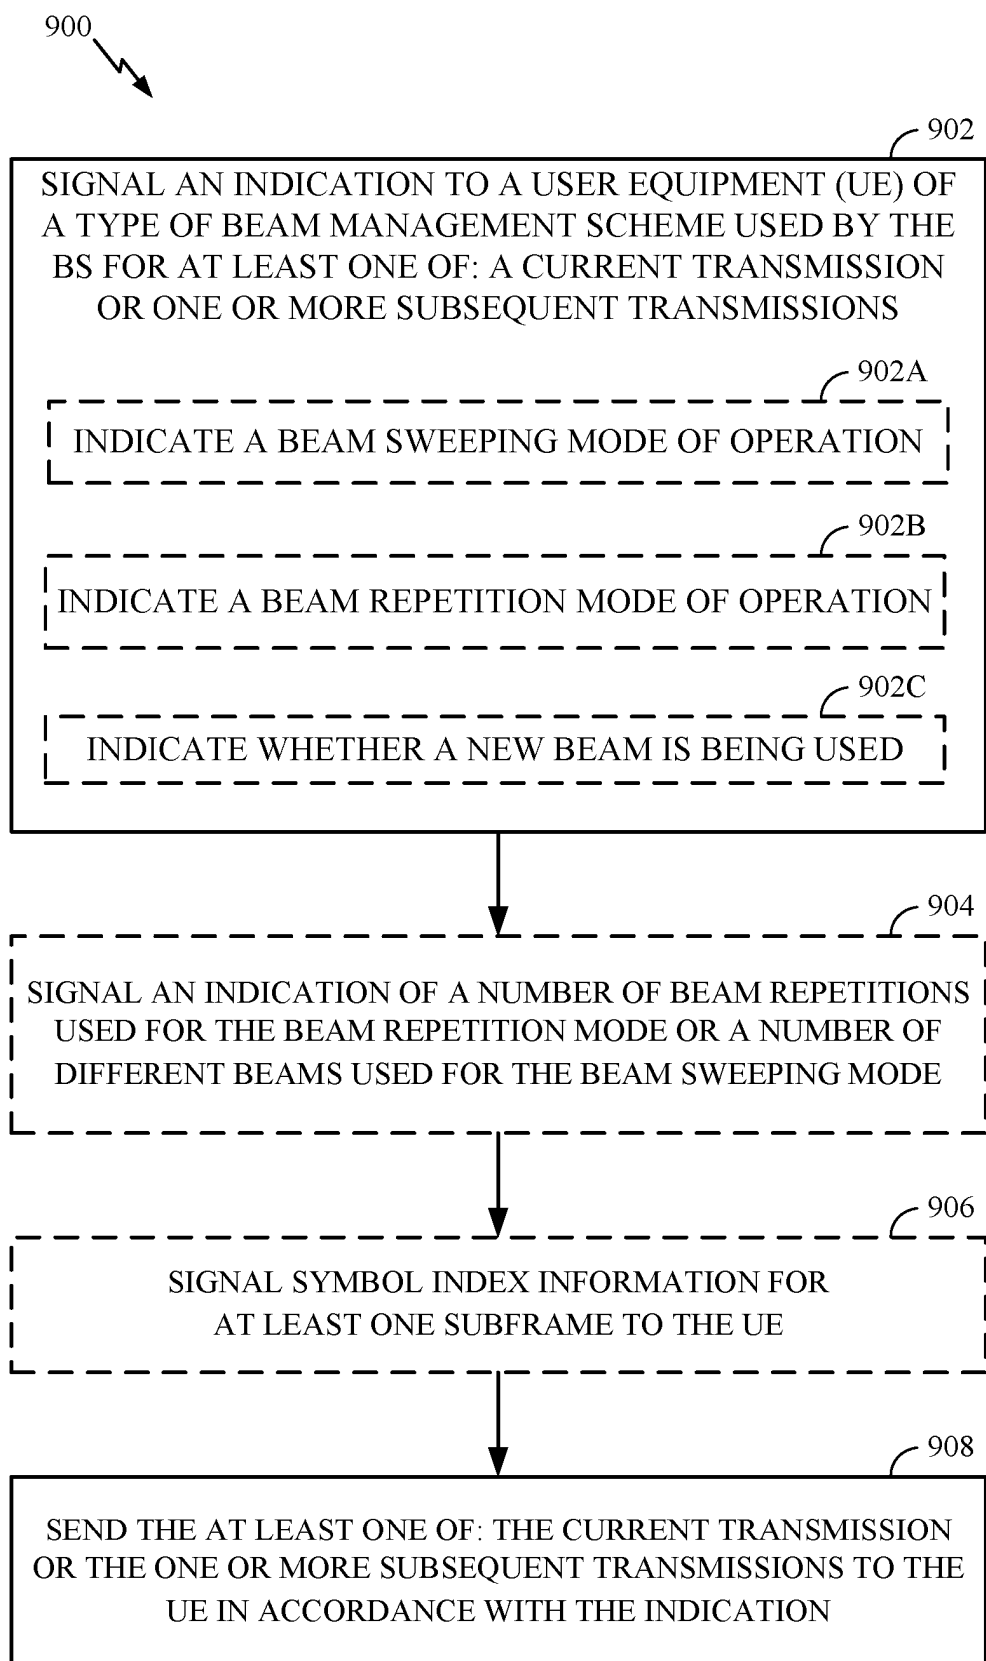 900
902
SIGNAL AN INDICATION TO A USER EQUIPMENT (UE) OF
A TYPE OF BEAM MANAGEMENT SCHEME USED BY THE
BS FOR AT LEAST ONE OF: A CURRENT TRANSMISSION
OR ONE OR MORE SUBSEQUENT TRANSMISSIONS
902A
INDICATE A BEAM SWEEPING MODE OF OPERATION
902B
INDICATE A BEAM REPETITION MODE OF OPERATION
902C
INDICATE WHETHER A NEW BEAM IS BEING USED
904
SIGNAL AN INDICATION OF A NUMBER OF BEAM REPETITIONS
USED FOR THE BEAM REPETITION MODE OR A NUMBER OF
DIFFERENT BEAMS USED FOR THE BEAM SWEEPING MODE
906
SIGNAL SYMBOL INDEX INFORMATION FOR
AT LEAST ONE SUBFRAME TO THE UE
908
SEND THE AT LEAST ONE OF: THE CURRENT TRANSMISSION
OR THE ONE OR MORE SUBSEQUENT TRANSMISSIONS TO THE
UE IN ACCORDANCE WITH THE INDICATION